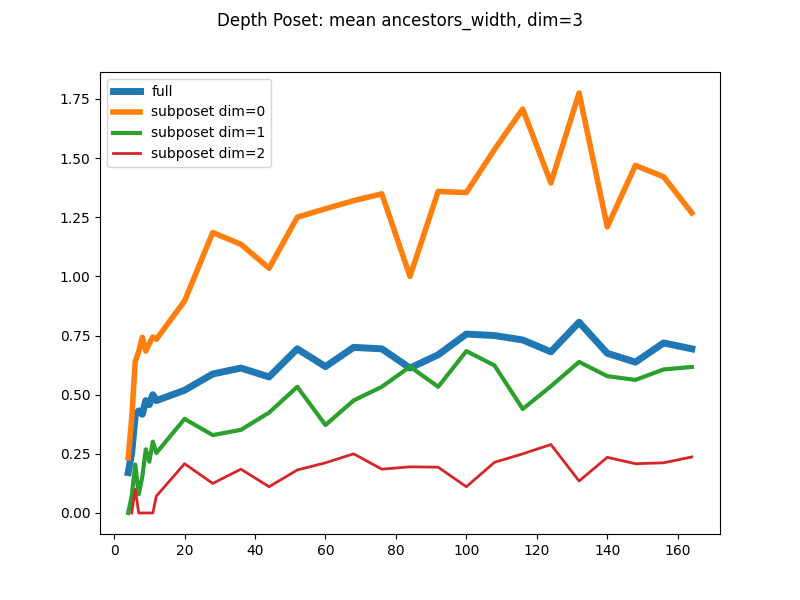 Depth Poset: mean ancestors_width, dim=3
full
subposet dim=0
subposet dim=1
subposet dim=2
1.75
1.50
1.25
1.00
0.75
0.50
0.25
0.00
0 20 40 60 80 100 120 140 160